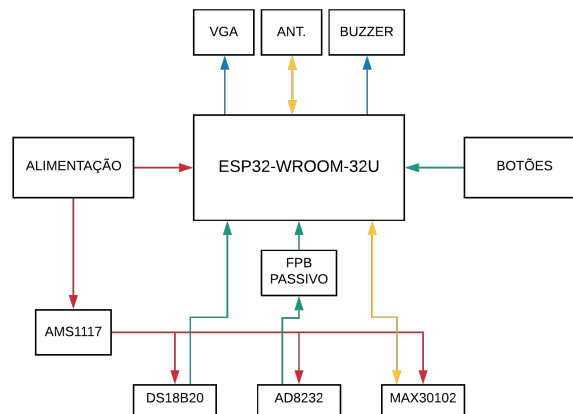 VGA
ANT.
BUZZER
ALIMENTAÇÃO
ESP32-WROOM-32U
BOTÕES
FPB
PASSIVO
AMS1117
DS18B20
AD8232
MAX30102